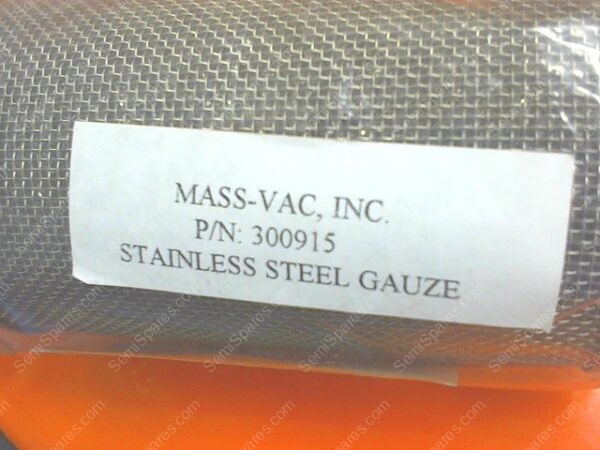 MASS-VAC, INC.
P/N: 300915
STAINLESS STEEL GAUZE
SemiSpares.com